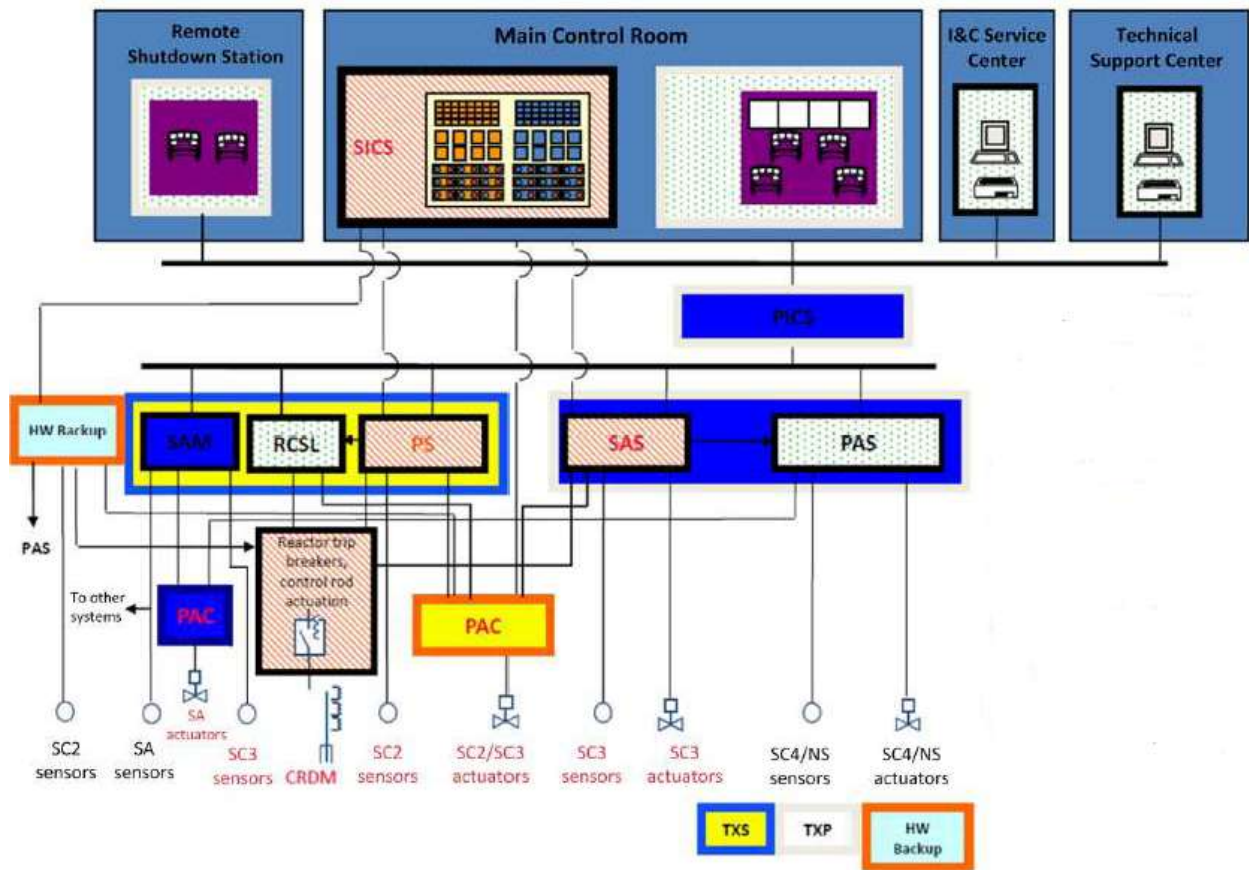 Remote
Shutdown Station
Main Control Room
I&C Service
Center
Technical
Support Center
SICS
PICS
HW Backup
SAM
RCSL
PS
SAS
PAS
PAS
Reactor trip
breakers,
control rod
actuation
To other
systems
PAC
PAC
SA
actuators
SC2
sensors
SA
sensors
SC3
sensors
CRDM
SC2
sensors
SC2/SC3
actuators
SC3
sensors
SC3
actuators
SC4/NS
sensors
SC4/NS
actuators
TXS
TXP
HW
Backup